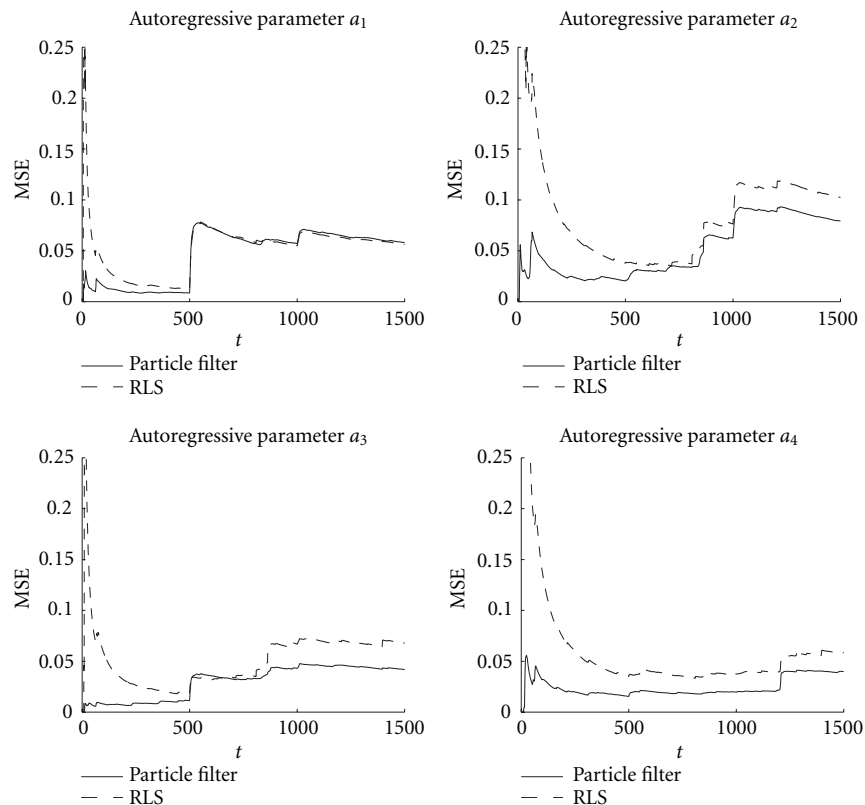 Autoregressive parameter a1
0.25
0.2
0.15
0.1
0.05
0
MSE
0 500 1000 1500
t
Particle filter
RLS
Autoregressive parameter a2
0.25
0.2
0.15
0.1
0.05
0
MSE
0 500 1000 1500
t
Particle filter
RLS
Autoregressive parameter a3
0.25
0.2
0.15
0.1
0.05
0
MSE
0 500 1000 1500
t
Particle filter
RLS
Autoregressive parameter a4
0.25
0.2
0.15
0.1
0.05
0
MSE
0 500 1000 1500
t
Particle filter
RLS